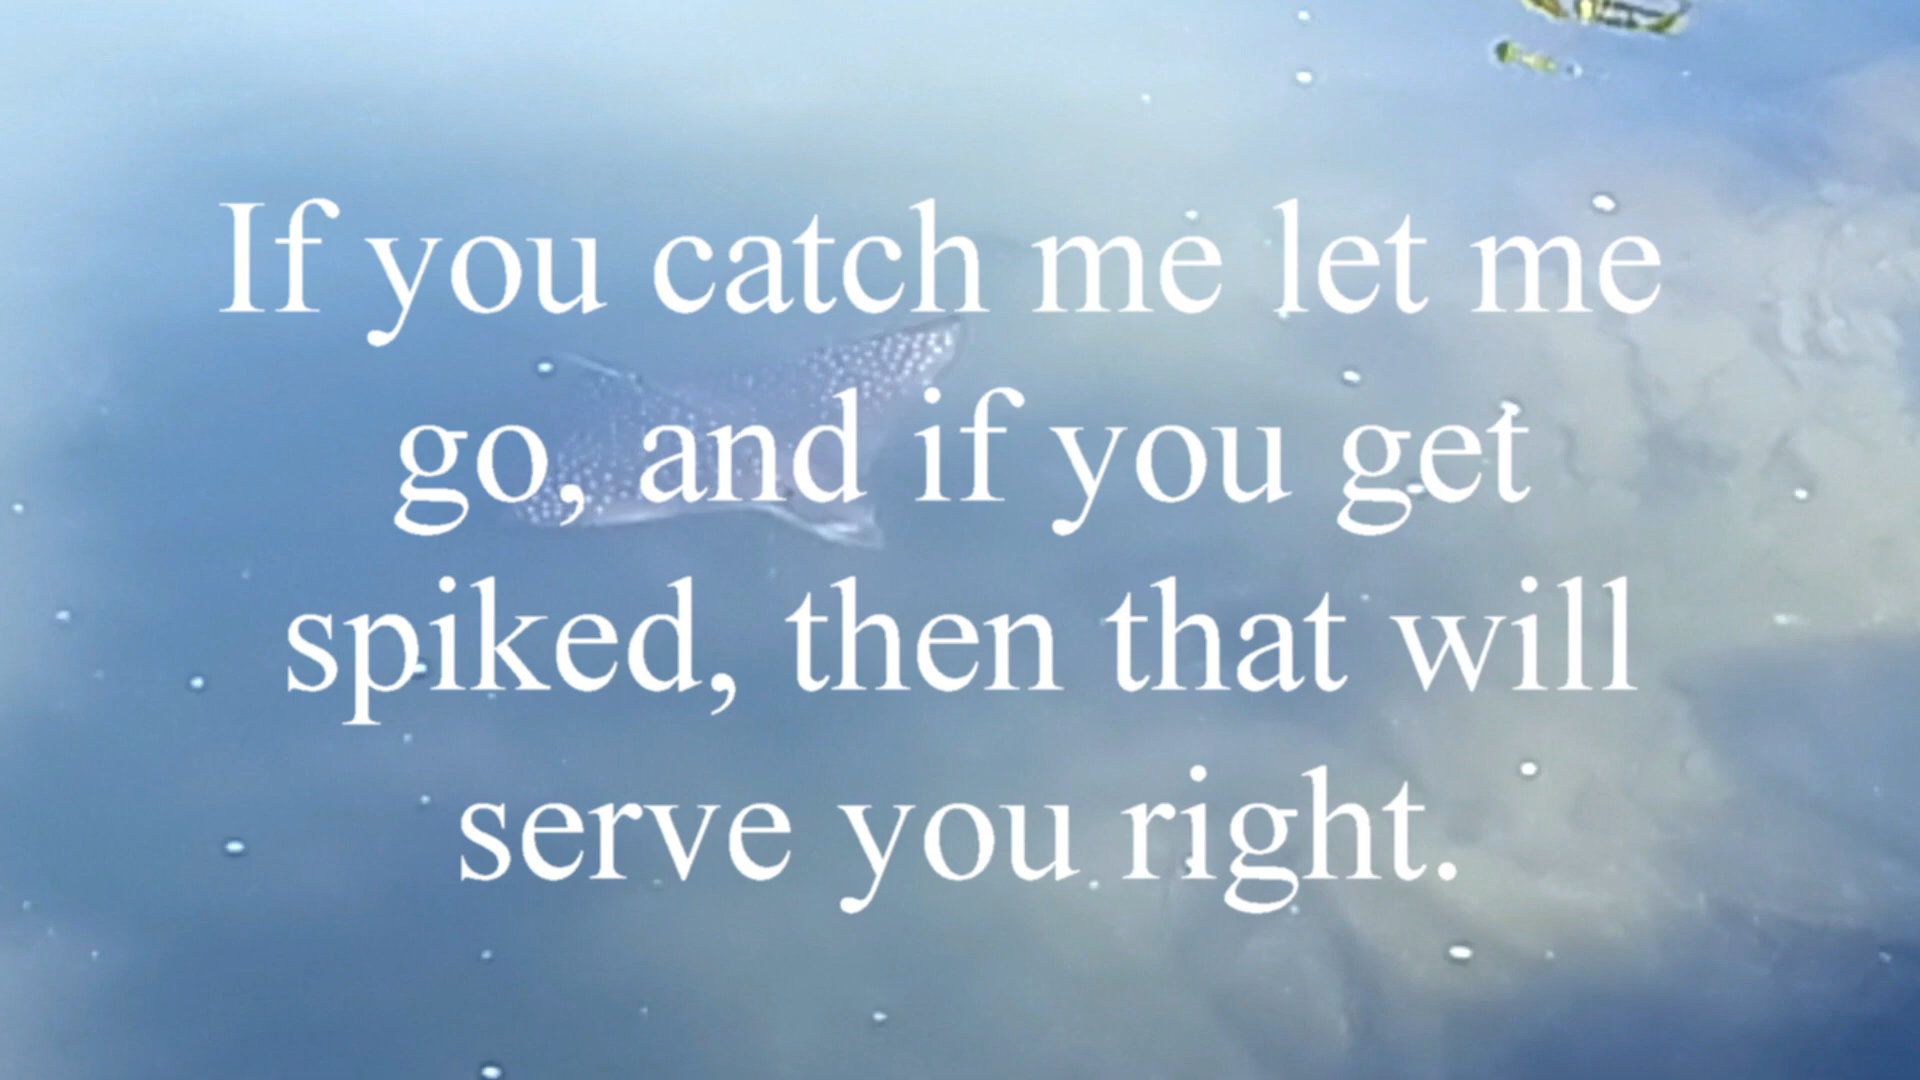 If you catch me let me
go, and if you get
spiked, then that will
serve you right.